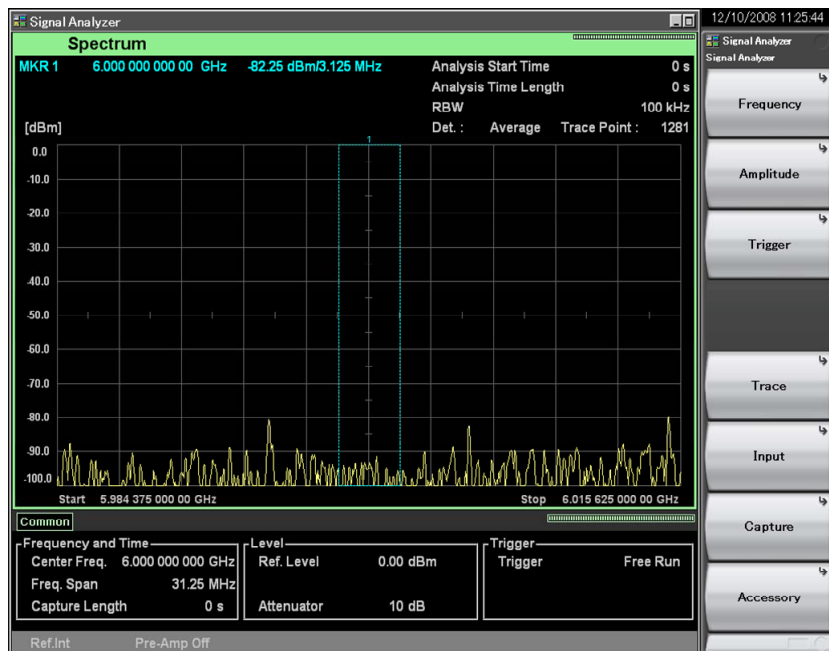 Signal Analyzer
12/10/2008 11:25:44
Spectrum
MKR 1 6.000 000 000 00 GHz -82.25 dBm/3.125 MHz
Analysis Start Time 0 s
Analysis Time Length 0 s
RBW 100 kHz
Det. : Average Trace Point : 1281
[dBm]
1
0.0
-10.0
-20.0
-30.0
-40.0
-50.0
-60.0
-70.0
-80.0
-90.0
-100.0
Start 5.984 375 000 00 GHz
Stop 6.015 625 000 00 GHz
Common
Frequency and Time
Center Freq. 6.000 000 000 GHz
Freq. Span 31.25 MHz
Capture Length 0 s
Level
Ref. Level 0.00 dBm
Attenuator 10 dB
Trigger
Trigger Free Run
Ref.Int Pre-Amp Off
Signal Analyzer
Signal Analyzer
Frequency
Amplitude
Trigger
Trace
Input
Capture
Accessory